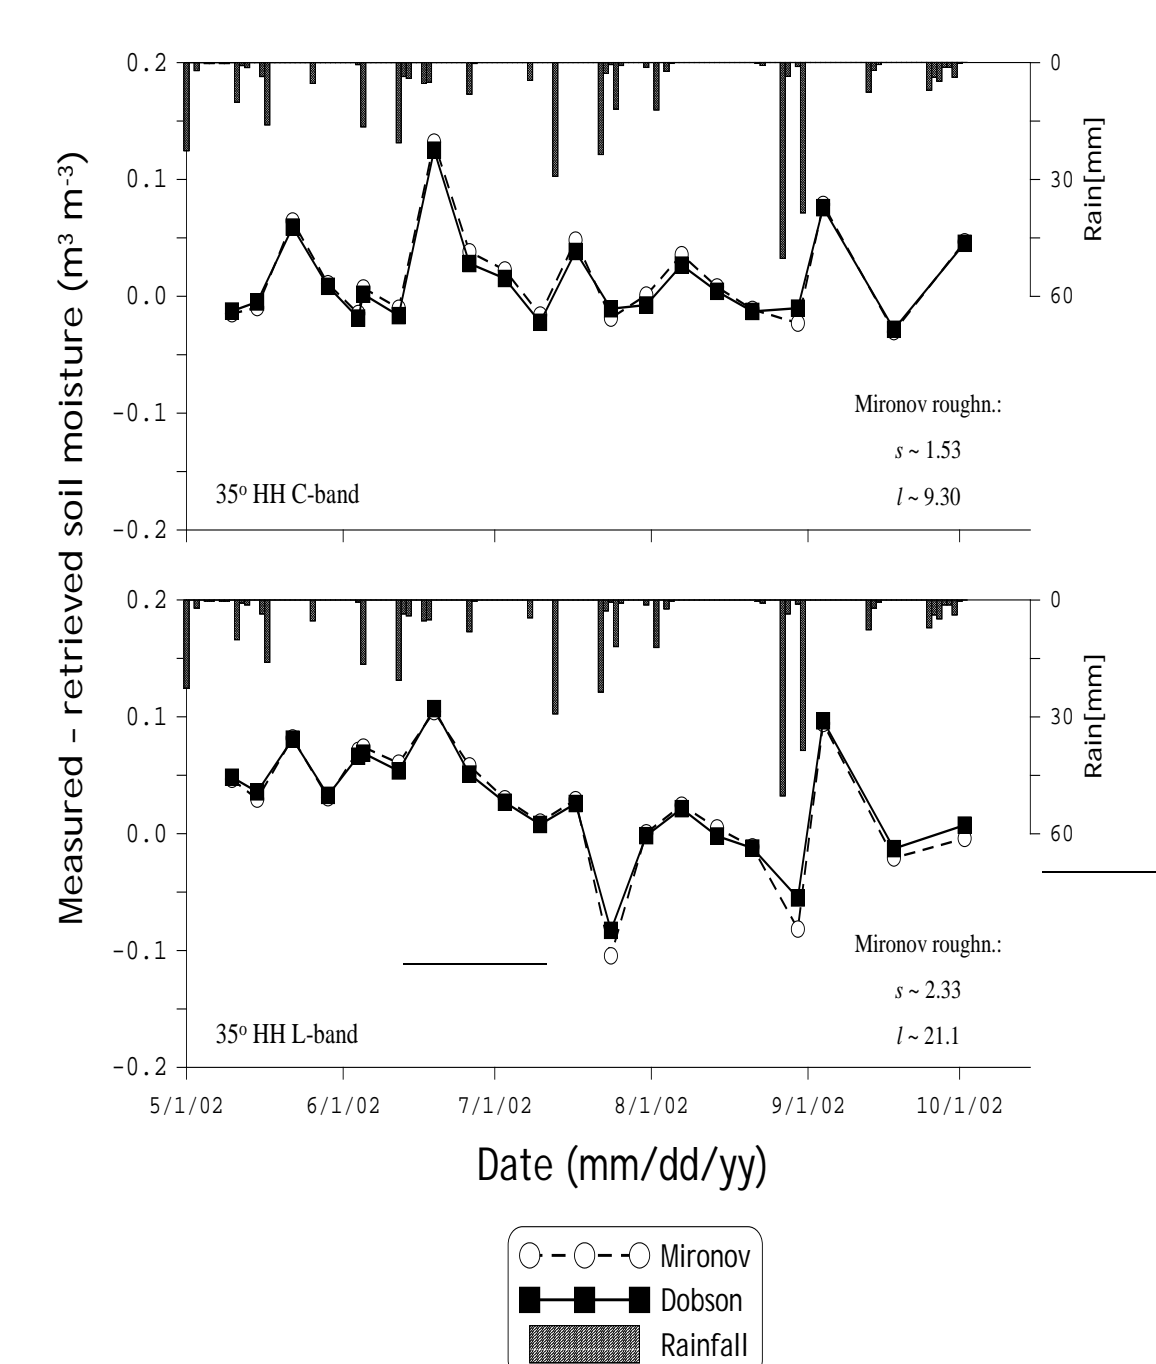 Measured – retrieved soil moisture (m³ m⁻³)
0.2
0.1
0.0
-0.1
-0.2
0
30
60
Rain[mm]
Mironov roughn.:
s ~ 1.53
l ~ 9.30
35º HH C-band
0.2
0.1
0.0
-0.1
-0.2
0
30
60
Rain[mm]
Mironov roughn.:
s ~ 2.33
l ~ 21.1
35º HH L-band
5/1/02 6/1/02 7/1/02 8/1/02 9/1/02 10/1/02
Date (mm/dd/yy)
Mironov
Dobson
Rainfall